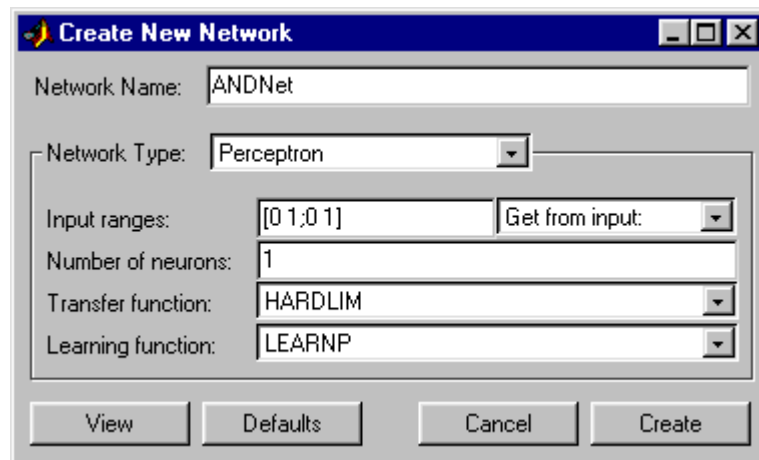 Create New Network
Network Name: ANDNet
Network Type: Perceptron
Input ranges: [0 1;0 1] Get from input:
Number of neurons: 1
Transfer function: HARDLIM
Learning function: LEARNP
View Defaults Cancel Create